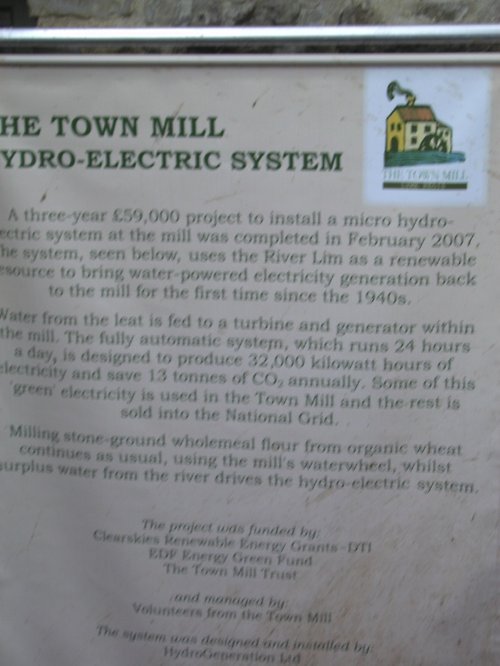 HE TOWN MILL
YDRO-ELECTRIC SYSTEM
THE TOWN MILL
A three-year £59,000 project to install a micro hydro-
ectric system at the mill was completed in February 2007.
he system, seen below, uses the River Lim as a renewable
esource to bring water-powered electricity generation back
to the mill for the first time since the 1940s.
Water from the leat is fed to a turbine and generator within
the mill. The fully automatic system, which runs 24 hours
a day, is designed to produce 32,000 kilowatt hours of
electricity and save 13 tonnes of CO₂ annually. Some of this
'green' electricity is used in the Town Mill and the rest is
sold into the National Grid.
Milling stone-ground wholemeal flour from organic wheat
continues as usual, using the mill's waterwheel, whilst
surplus water from the river drives the hydro-electric system.
The project was funded by:
Clearskies Renewable Energy Grants-DTI
EDF Energy Green Fund
The Town Mill Trust
and managed by:
Volunteers from the Town Mill
The system was designed and installed by:
HydroGeneration Ltd